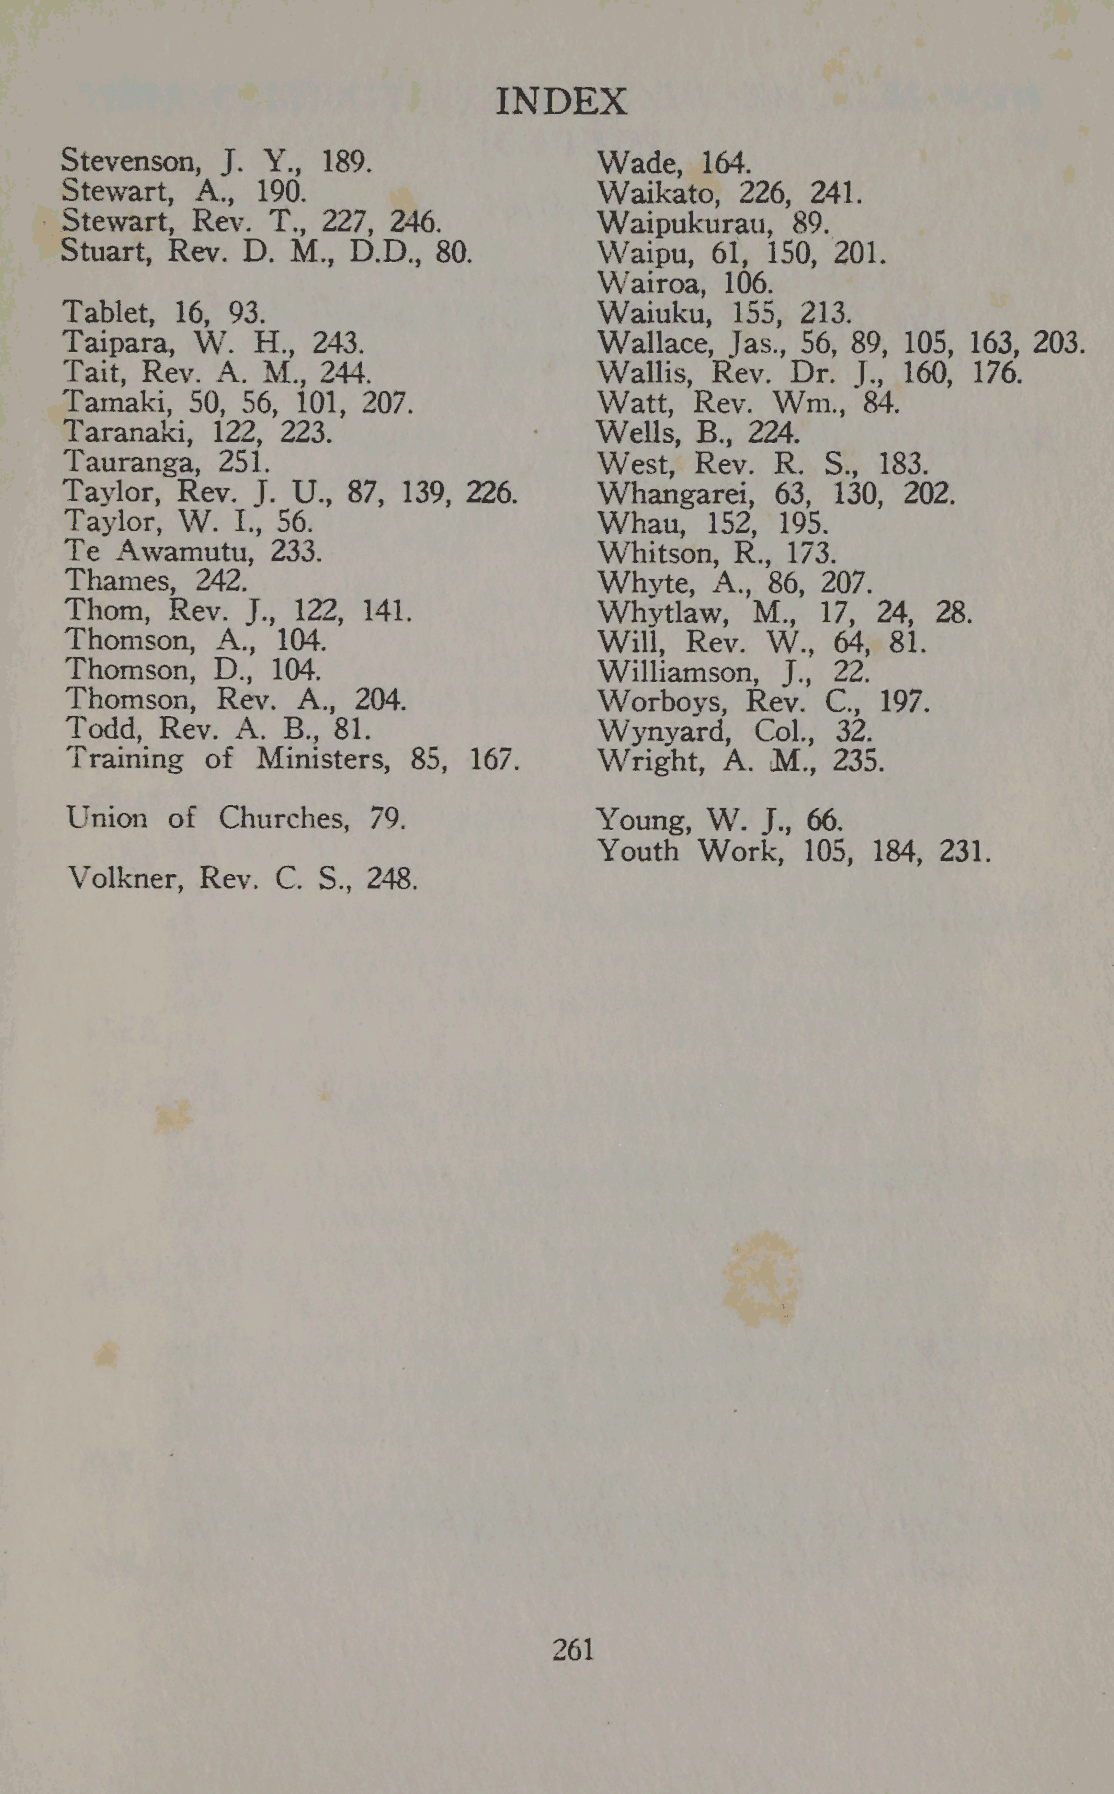 INDEX
Stevenson, J. Y., 189.
Stewart, A., 190.
Stewart, Rev. T., 227, 246.
Stuart, Rev. D. M., D.D., 80.
Tablet, 16, 93.
Taipara, W. H., 243.
Tait, Rev. A. M., 244.
Tamaki, 50, 56, 101, 207.
Taranaki, 122, 223.
Tauranga, 251.
Taylor, Rev. J. U., 87, 139, 226.
Taylor, W. I., 56.
Te Awamutu, 233.
Thames, 242.
Thom, Rev. J., 122, 141.
Thomson, A., 104.
Thomson, D., 104.
Thomson, Rev. A., 204.
Todd, Rev. A. B., 81.
Training of Ministers, 85, 167.
Union of Churches, 79.
Volkner, Rev. C. S., 248.
Wade, 164.
Waikato, 226, 241.
Waipukurau, 89.
Waipu, 61, 150, 201.
Wairoa, 106.
Waiuku, 155, 213.
Wallace, Jas., 56, 89, 105, 163, 203.
Wallis, Rev. Dr. J., 160, 176.
Watt, Rev. Wm., 84.
Wells, B., 224.
West, Rev. R. S., 183.
Whangarei, 63, 130, 202.
Whau, 152, 195.
Whitson, R., 173.
Whyte, A., 86, 207.
Whytlaw, M., 17, 24, 28.
Will, Rev. W., 64, 81.
Williamson, J., 22.
Worboys, Rev. C., 197.
Wynyard, Col., 32.
Wright, A. M., 235.
Young, W. J., 66.
Youth Work, 105, 184, 231.
261